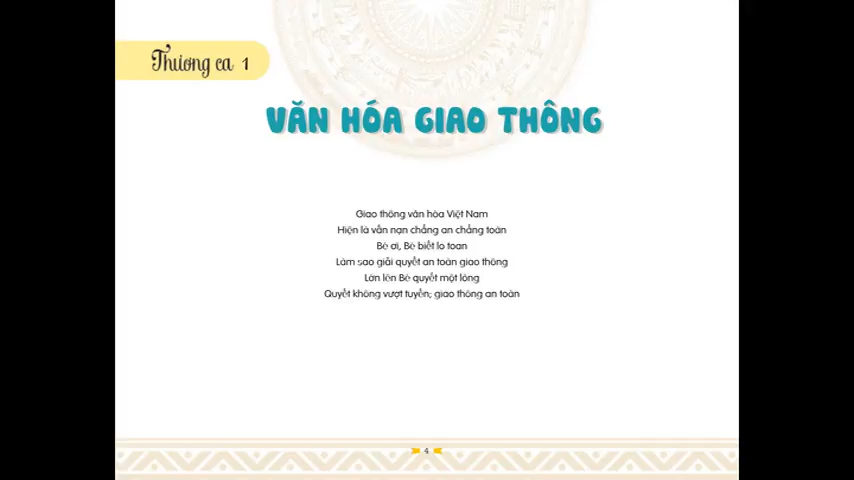 Thương ca 1
VĂN HÓA GIAO THÔNG
Giao thông văn hóa Việt Nam
Hiện là vấn nạn chẳng an chẳng toàn
Bé ơi, Bé biết lo toan
Làm sao giải quyết an toàn giao thông
Lớn lên Bé quyết một lòng
Quyết không vượt tuyến; giao thông an toàn
4